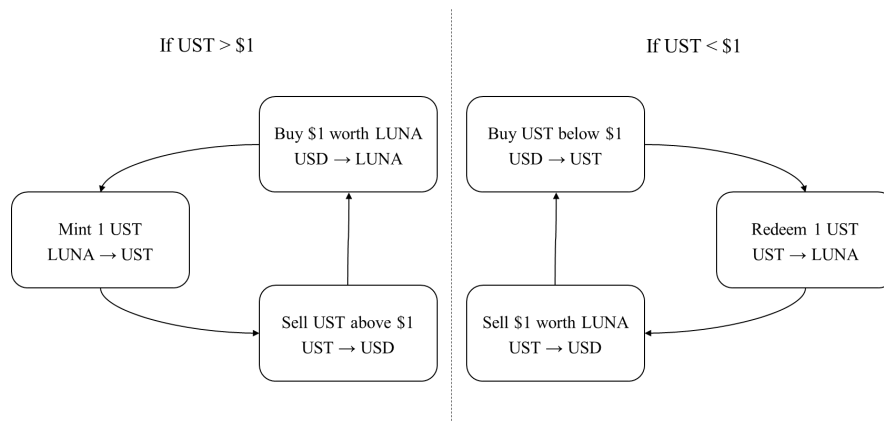 If UST > $1
Buy $1 worth LUNA
USD → LUNA
Mint 1 UST
LUNA → UST
Sell UST above $1
UST → USD
If UST < $1
Buy UST below $1
USD → UST
Redeem 1 UST
UST → LUNA
Sell $1 worth LUNA
UST → USD